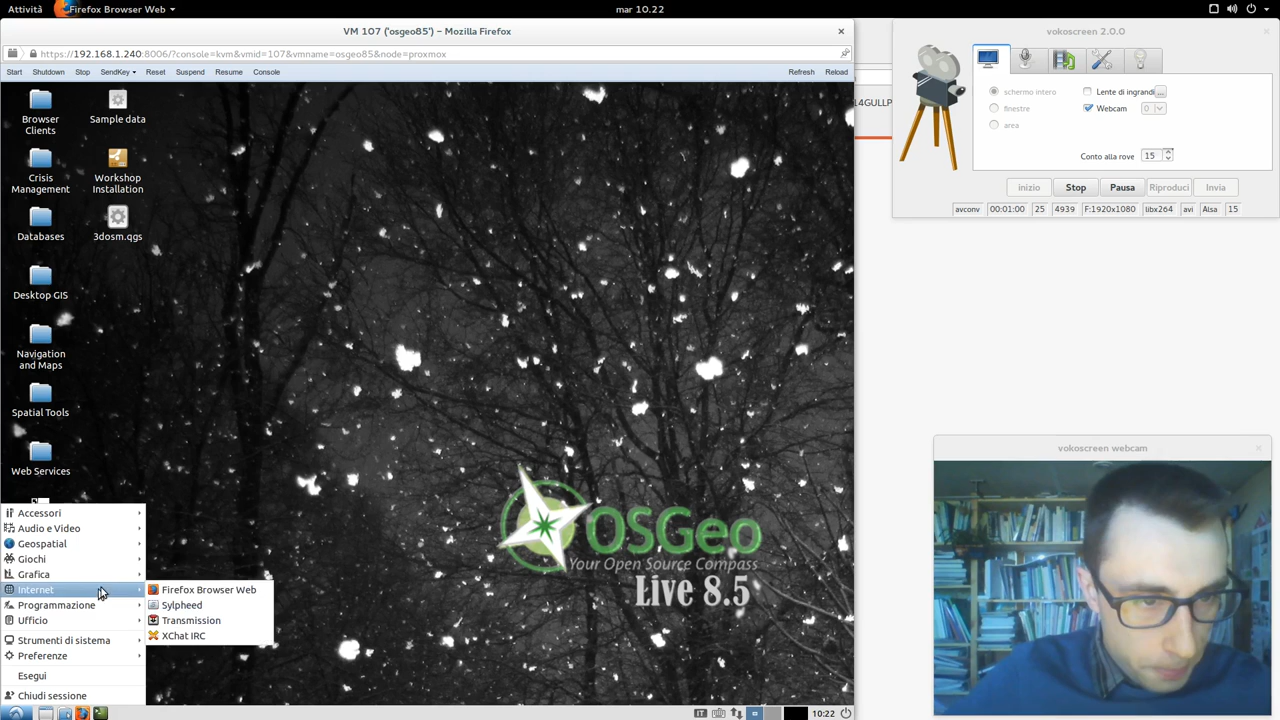 Attività
Firefox Browser Web
mar 10.22
VM 107 ('osgeo85') – Mozilla Firefox
https://192.168.1.240:8006/?console=kvm&vmid=107&vmname=osgeo85&node=proxmox
Start Shutdown Stop SendKey Reset Suspend Resume Console Refresh Reload
Browser Clients
Sample data
Crisis Management
Workshop Installation
Databases
3dosm.qgs
Desktop GIS
Navigation and Maps
Spatial Tools
Web Services
OSGeo
Your Open Source Compass
Live 8.5
Accessori
Audio e Video
Geospatial
Giochi
Grafica
Internet
Programmazione
Ufficio
Strumenti di sistema
Preferenze
Esegui
Chiudi sessione
Firefox Browser Web
Sylpheed
Transmission
XChat IRC
IT
10:22
14GULLP
vokoscreen 2.0.0
schermo intero
Lente di ingrandi ...
finestre
Webcam
0
area
Conto alla rove 15
inizio Stop Pausa Riproduci Invia
avconv 00:01:00 25 4939 F:1920x1080 libx264 avi Alsa 15
vokoscreen webcam